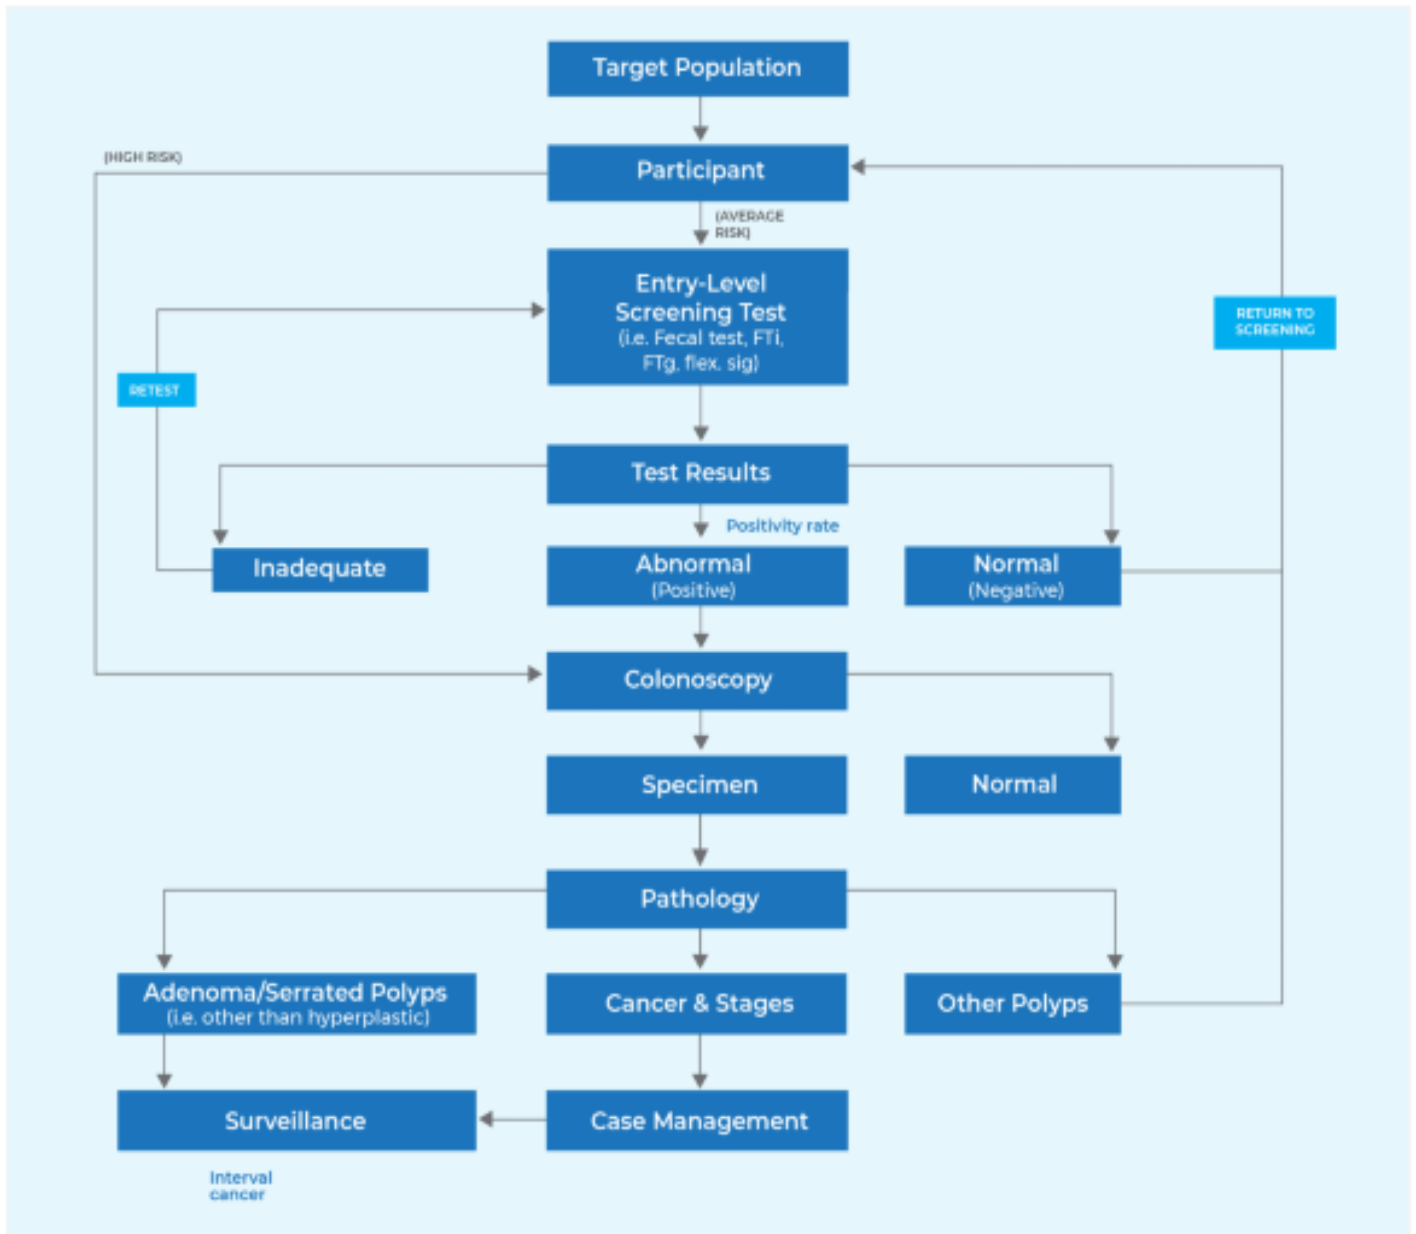 Target Population
(HIGH RISK)
Participant
(AVERAGE
RISK)
Entry-Level
Screening Test
(i.e. Fecal test, FTi,
FTg, flex. sig)
RETURN TO
SCREENING
RETEST
Test Results
Positivity rate
Inadequate
Abnormal
(Positive)
Normal
(Negative)
Colonoscopy
Specimen
Normal
Pathology
Adenoma/Serrated Polyps
(i.e. other than hyperplastic)
Cancer & Stages
Other Polyps
Surveillance
Case Management
Interval
cancer